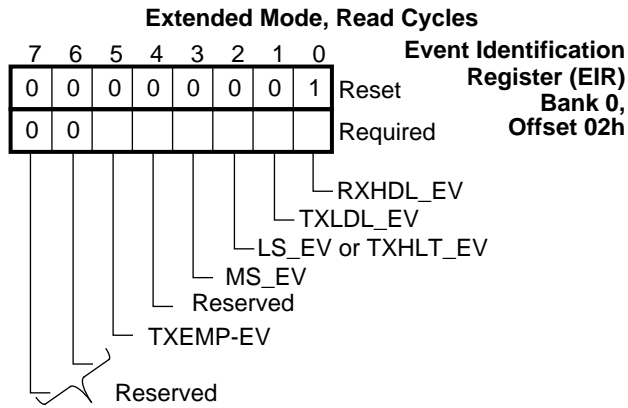 Extended Mode, Read Cycles
7 6 5 4 3 2 1 0
Event Identification
Register (EIR)
Bank 0,
Offset 02h
0 0 0 0 0 0 0 1 Reset
0 0 Required
RXHDL_EV
TXLDL_EV
LS_EV or TXHLT_EV
MS_EV
Reserved
TXEMP-EV
Reserved